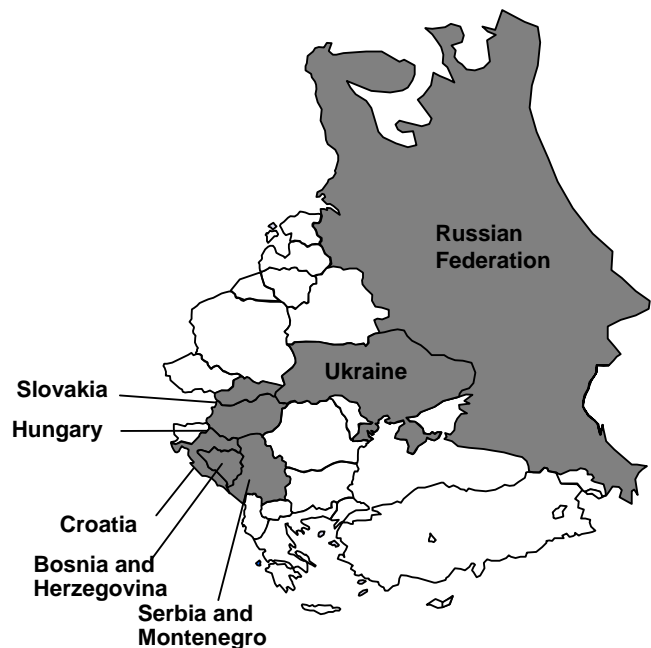 Russian
Federation
Ukraine
Slovakia
Hungary
Croatia
Bosnia and
Herzegovina
Serbia and
Montenegro